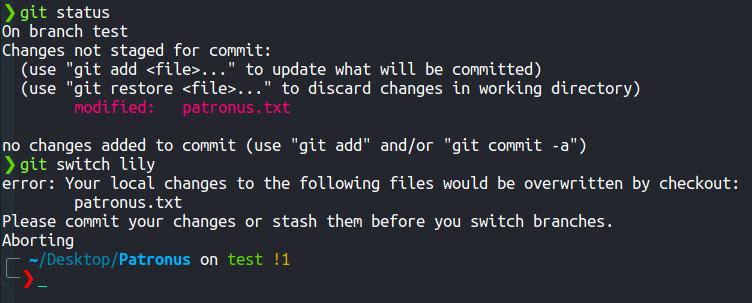 ❯ git status
On branch test
Changes not staged for commit:
  (use "git add <file>..." to update what will be committed)
  (use "git restore <file>..." to discard changes in working directory)
        modified:   patronus.txt

no changes added to commit (use "git add" and/or "git commit -a")
❯ git switch lily
error: Your local changes to the following files would be overwritten by checkout:
        patronus.txt
Please commit your changes or stash them before you switch branches.
Aborting
~/Desktop/Patronus on test !1
❯ _